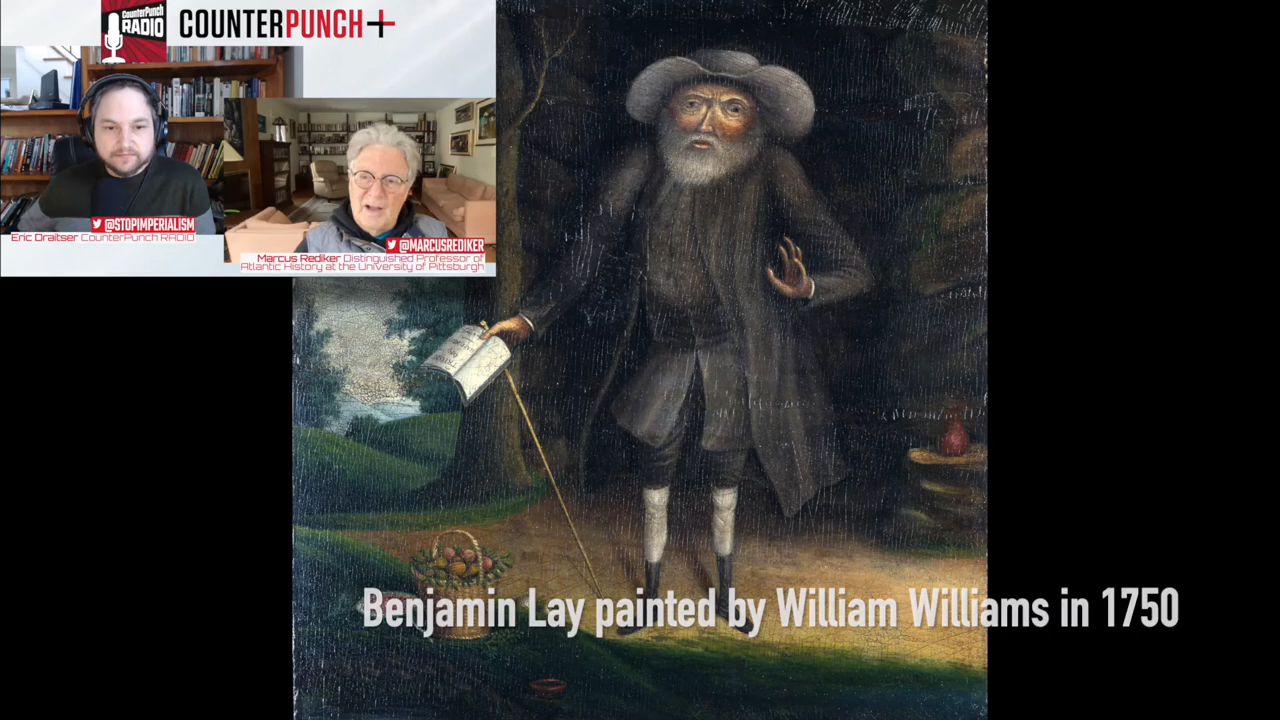 CounterPunch
RADIO
COUNTERPUNCH+
@STOPIMPERIALISM
Eric Draitser CounterPunch RADIO
@MARCUSREDIKER
Marcus Rediker Distinguished Professor of
Atlantic History at the University of Pittsburgh
Benjamin Lay painted by William Williams in 1750